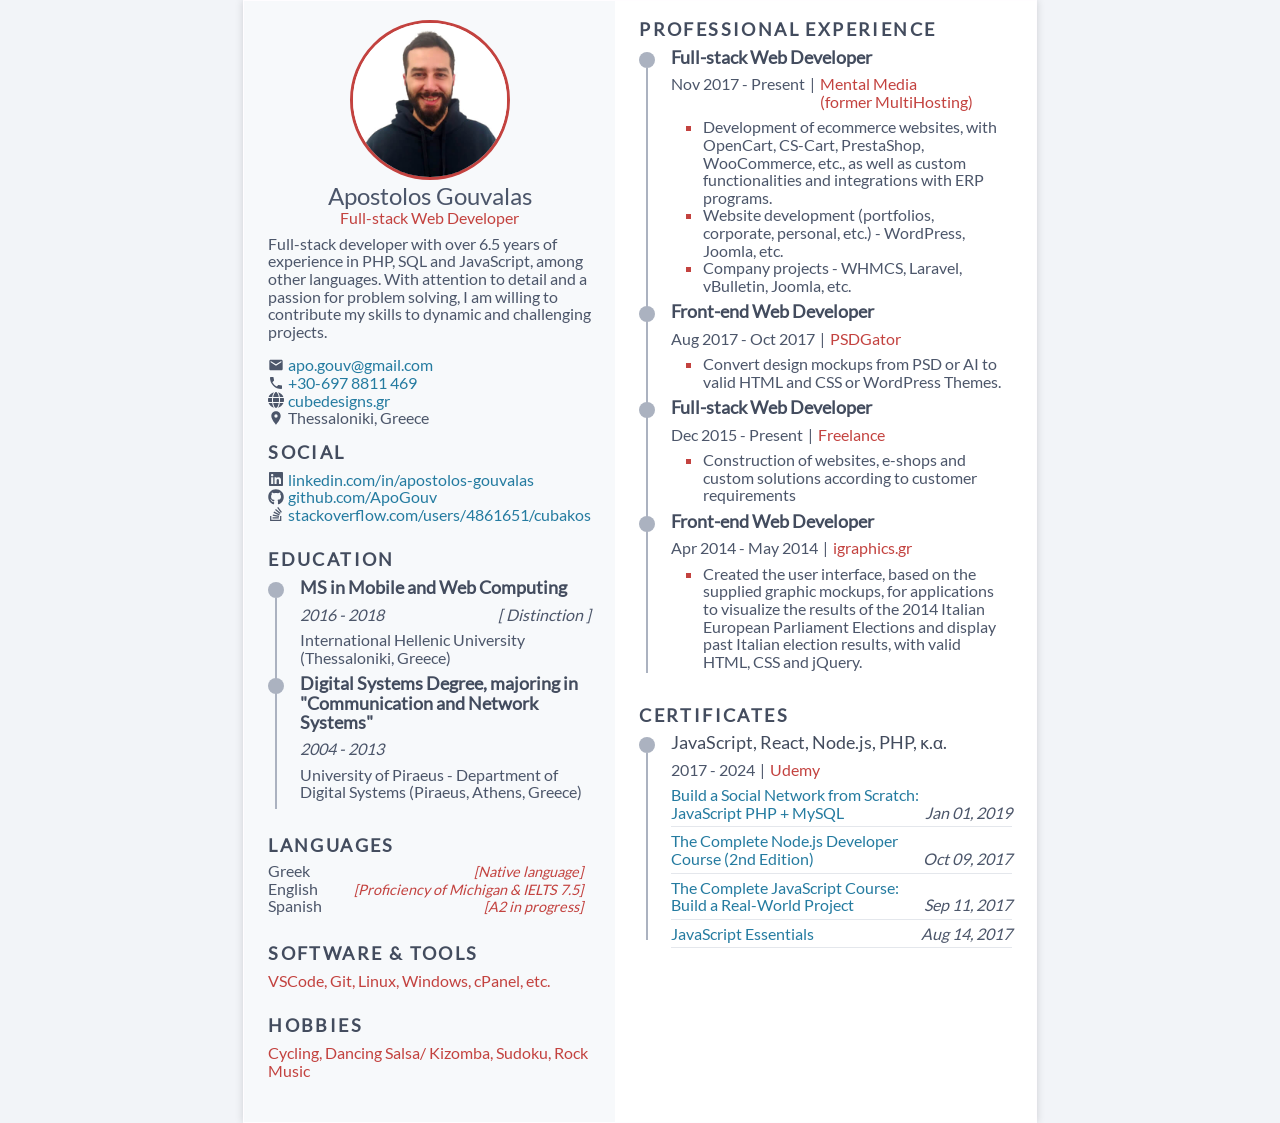 Apostolos Gouvalas
Full-stack Web Developer
Full-stack developer with over 6.5 years of
experience in PHP, SQL and JavaScript, among
other languages. With attention to detail and a
passion for problem solving, I am willing to
contribute my skills to dynamic and challenging
projects.
apo.gouv@gmail.com
+30-697 8811 469
cubedesigns.gr
Thessaloniki, Greece
SOCIAL
linkedin.com/in/apostolos-gouvalas
github.com/ApoGouv
stackoverflow.com/users/4861651/cubakos
EDUCATION
MS in Mobile and Web Computing
2016 - 2018 [ Distinction ]
International Hellenic University
(Thessaloniki, Greece)
Digital Systems Degree, majoring in
"Communication and Network
Systems"
2004 - 2013
University of Piraeus - Department of
Digital Systems (Piraeus, Athens, Greece)
LANGUAGES
Greek [Native language]
English [Proficiency of Michigan & IELTS 7.5]
Spanish [A2 in progress]
SOFTWARE & TOOLS
VSCode, Git, Linux, Windows, cPanel, etc.
HOBBIES
Cycling, Dancing Salsa/ Kizomba, Sudoku, Rock
Music
PROFESSIONAL EXPERIENCE
Full-stack Web Developer
Nov 2017 - Present | Mental Media
(former MultiHosting)
Development of ecommerce websites, with
OpenCart, CS-Cart, PrestaShop,
WooCommerce, etc., as well as custom
functionalities and integrations with ERP
programs.
Website development (portfolios,
corporate, personal, etc.) - WordPress,
Joomla, etc.
Company projects - WHMCS, Laravel,
vBulletin, Joomla, etc.
Front-end Web Developer
Aug 2017 - Oct 2017 | PSDGator
Convert design mockups from PSD or AI to
valid HTML and CSS or WordPress Themes.
Full-stack Web Developer
Dec 2015 - Present | Freelance
Construction of websites, e-shops and
custom solutions according to customer
requirements
Front-end Web Developer
Apr 2014 - May 2014 | igraphics.gr
Created the user interface, based on the
supplied graphic mockups, for applications
to visualize the results of the 2014 Italian
European Parliament Elections and display
past Italian election results, with valid
HTML, CSS and jQuery.
CERTIFICATES
JavaScript, React, Node.js, PHP, κ.α.
2017 - 2024 | Udemy
Build a Social Network from Scratch:
JavaScript PHP + MySQL Jan 01, 2019
The Complete Node.js Developer
Course (2nd Edition) Oct 09, 2017
The Complete JavaScript Course:
Build a Real-World Project Sep 11, 2017
JavaScript Essentials Aug 14, 2017